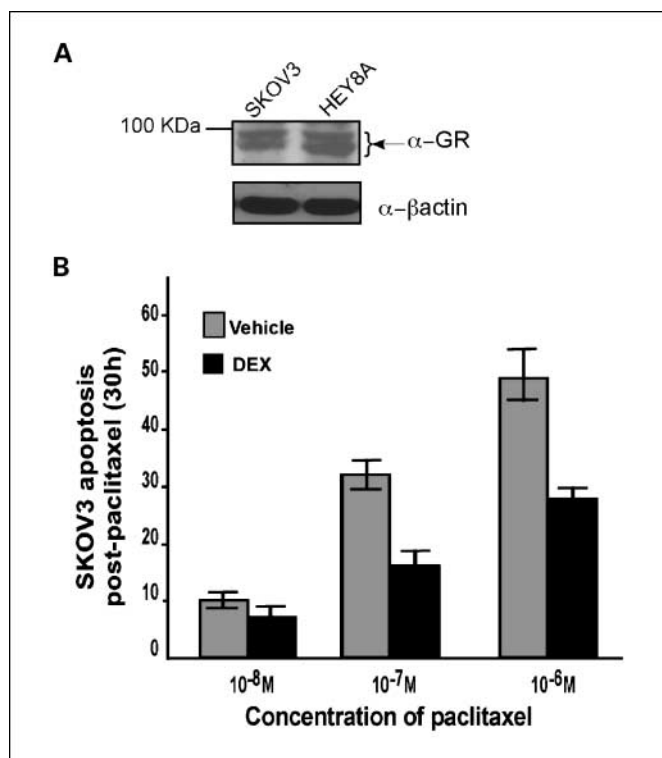 A
SKOV3 HEY8A
100 KDa
α–GR
α–βactin
B
Vehicle
DEX
60
50
40
30
20
10
0
SKOV3 apoptosis
post-paclitaxel (30h)
10⁻⁸M 10⁻⁷M 10⁻⁶M
Concentration of paclitaxel